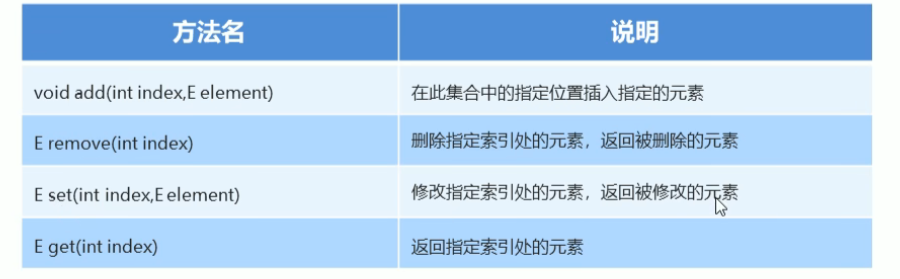 方法名 说明
void add(int index,E element) 在此集合中的指定位置插入指定的元素
E remove(int index) 删除指定索引处的元素，返回被删除的元素
E set(int index,E element) 修改指定索引处的元素，返回被修改的元素
E get(int index) 返回指定索引处的元素